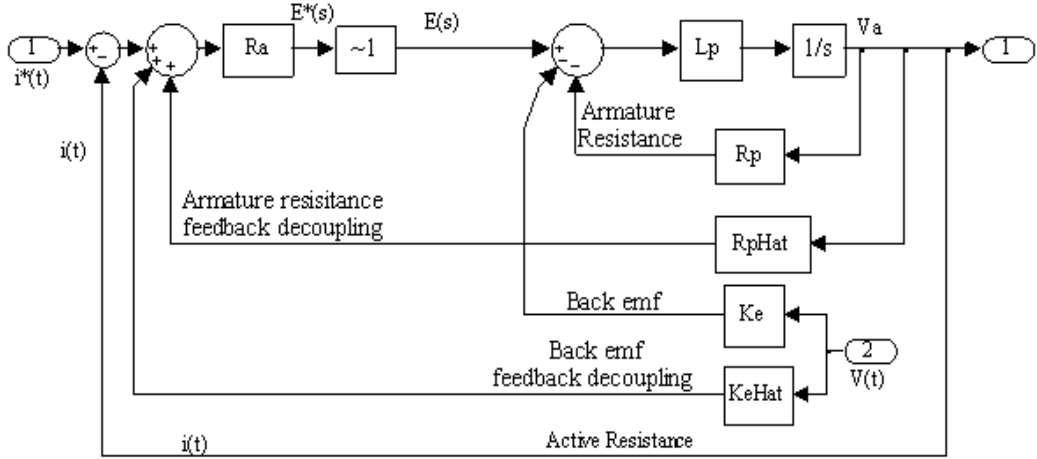 E*(s)
E(s)
Va
1
Ra
~1
Lp
1/s
1
i*(t)
Armature
Resistance
Rp
i(t)
Armature resisitance
feedback decoupling
RpHat
Back emf
Ke
Back emf
feedback decoupling
2
V(t)
KeHat
i(t)
Active Resistance